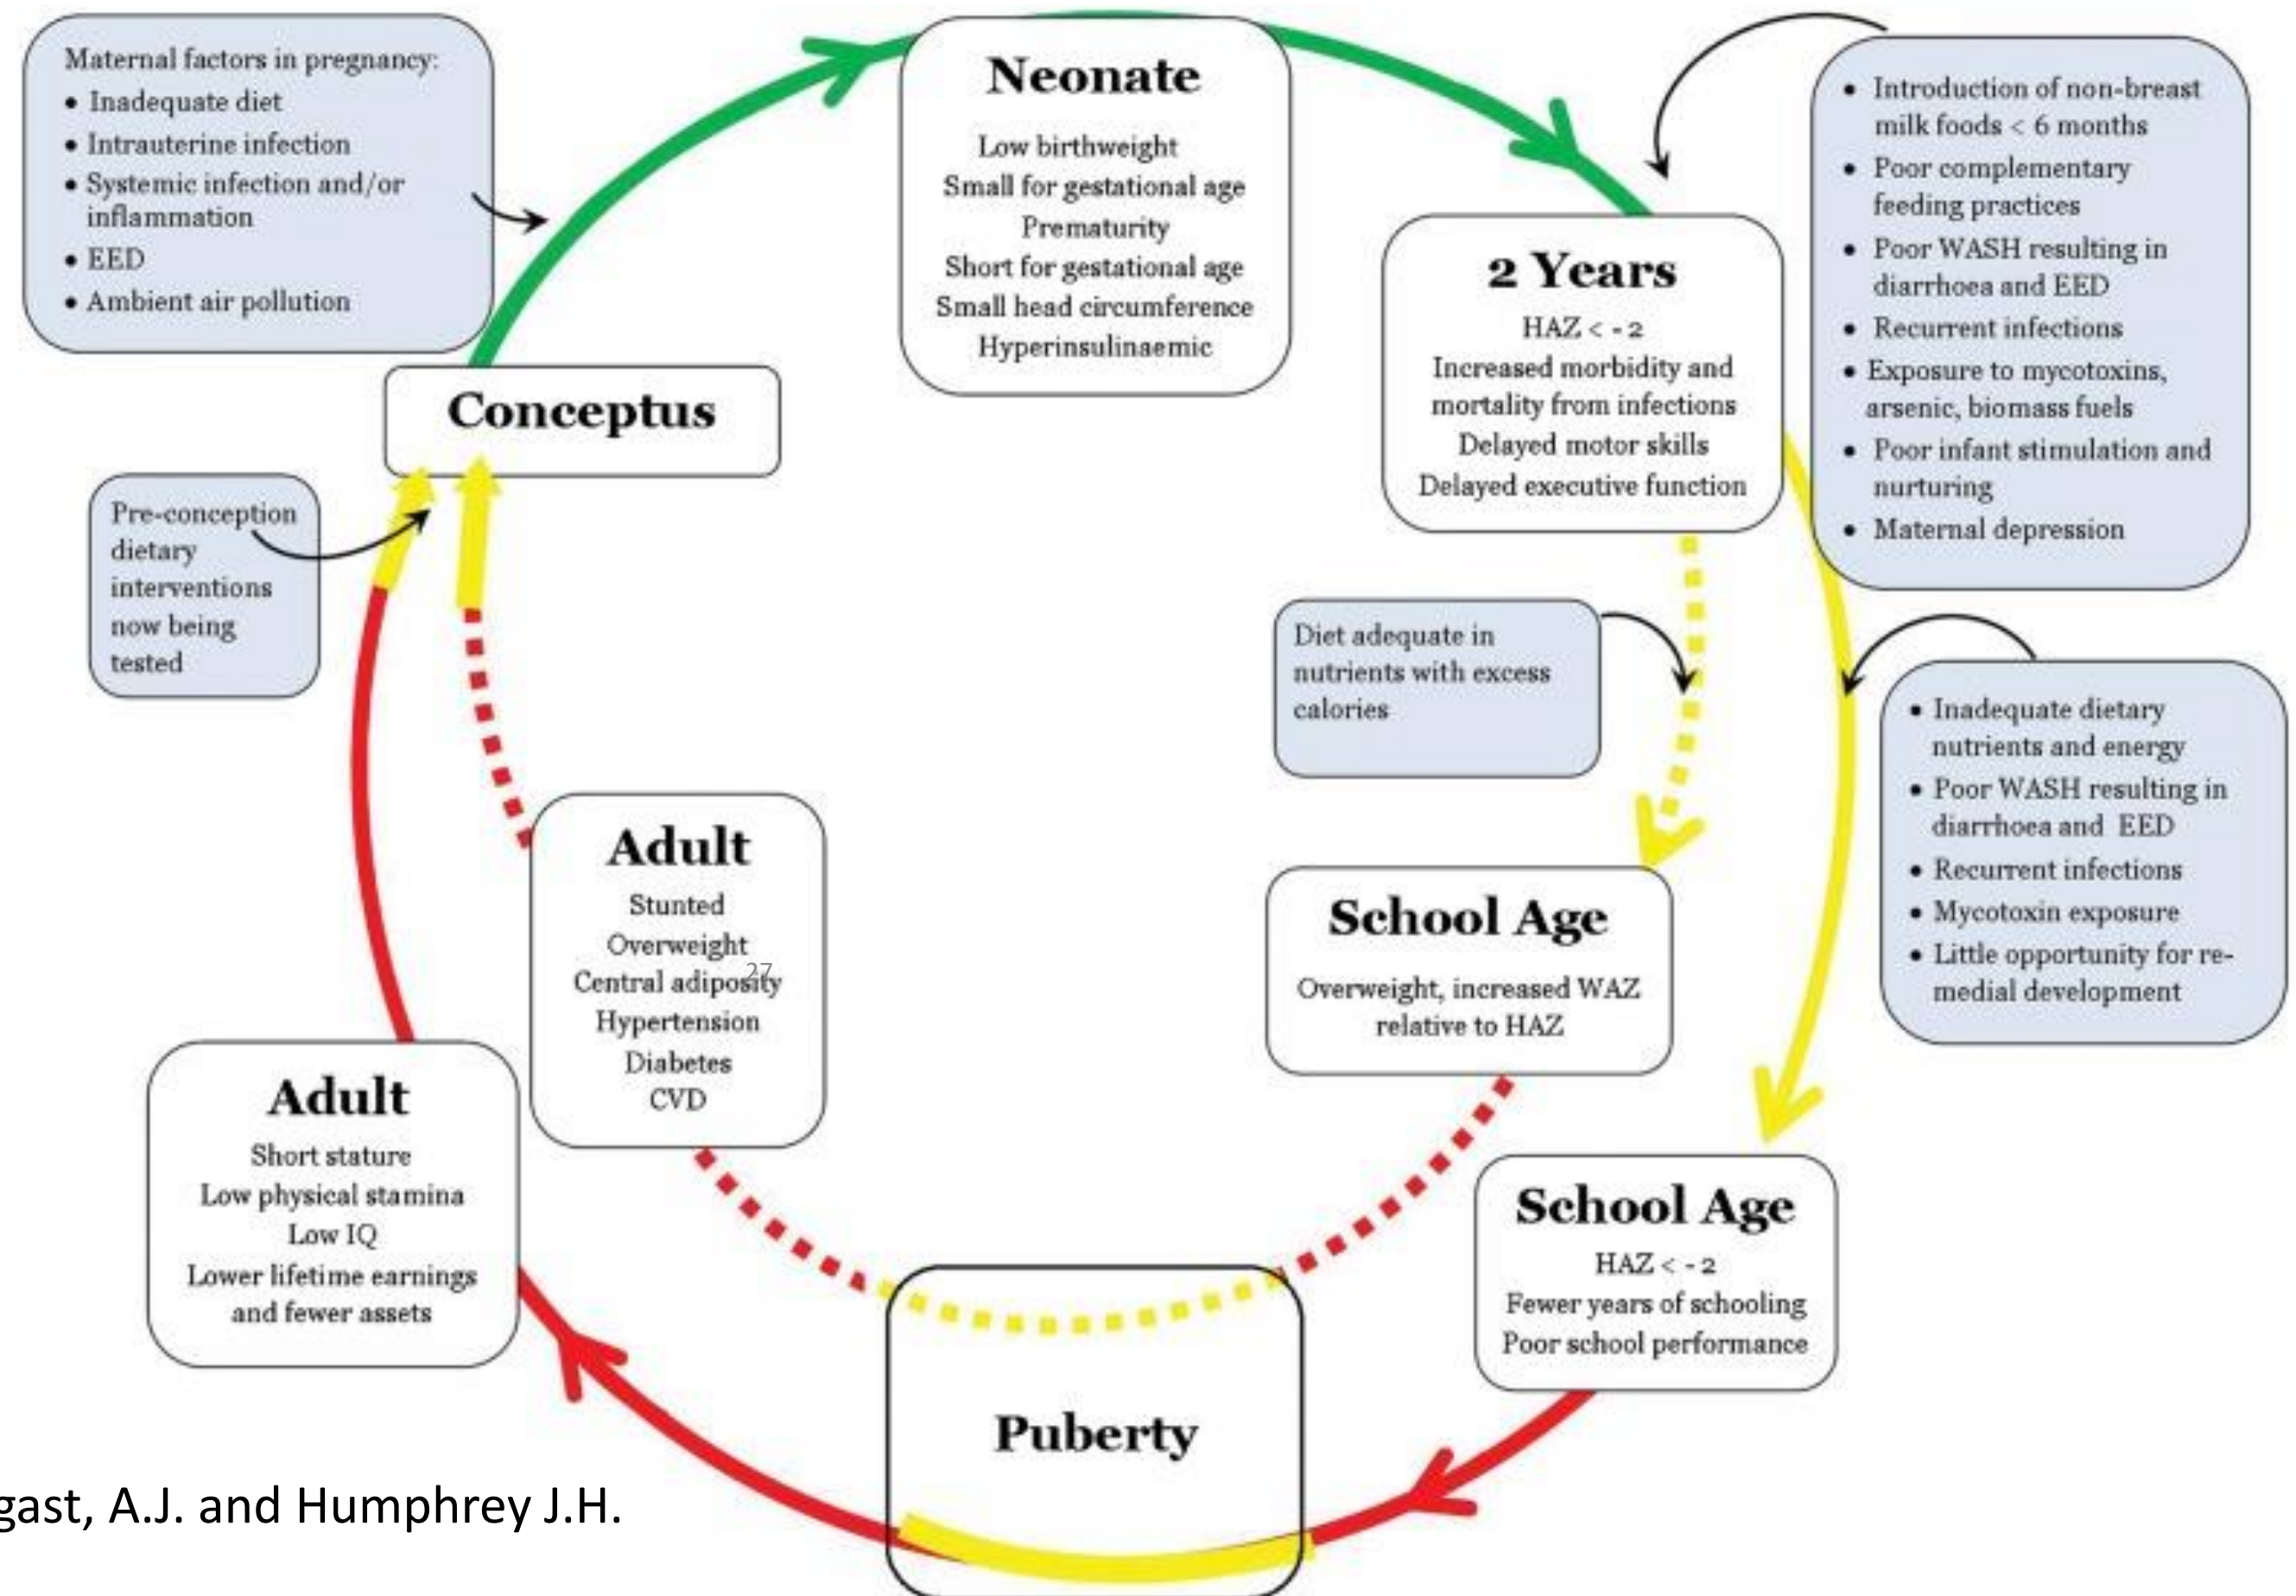 Maternal factors in pregnancy:
• Inadequate diet
• Intrauterine infection
• Systemic infection and/or
inflammation
• EED
• Ambient air pollution
Neonate
Low birthweight
Small for gestational age
Prematurity
Short for gestational age
Small head circumference
Hyperinsulinaemic
• Introduction of non-breast
milk foods < 6 months
• Poor complementary
feeding practices
• Poor WASH resulting in
diarrhoea and EED
• Recurrent infections
• Exposure to mycotoxins,
arsenic, biomass fuels
• Poor infant stimulation and
nurturing
• Maternal depression
2 Years
HAZ < - 2
Increased morbidity and
mortality from infections
Delayed motor skills
Delayed executive function
Conceptus
Pre-conception
dietary
interventions
now being
tested
Diet adequate in
nutrients with excess
calories
• Inadequate dietary
nutrients and energy
• Poor WASH resulting in
diarrhoea and EED
• Recurrent infections
• Mycotoxin exposure
• Little opportunity for re-
medial development
Adult
Stunted
Overweight
27
Central adiposity
Hypertension
Diabetes
CVD
School Age
Overweight, increased WAZ
relative to HAZ
Adult
Short stature
Low physical stamina
Low IQ
Lower lifetime earnings
and fewer assets
School Age
HAZ < - 2
Fewer years of schooling
Poor school performance
Puberty
gast, A.J. and Humphrey J.H.